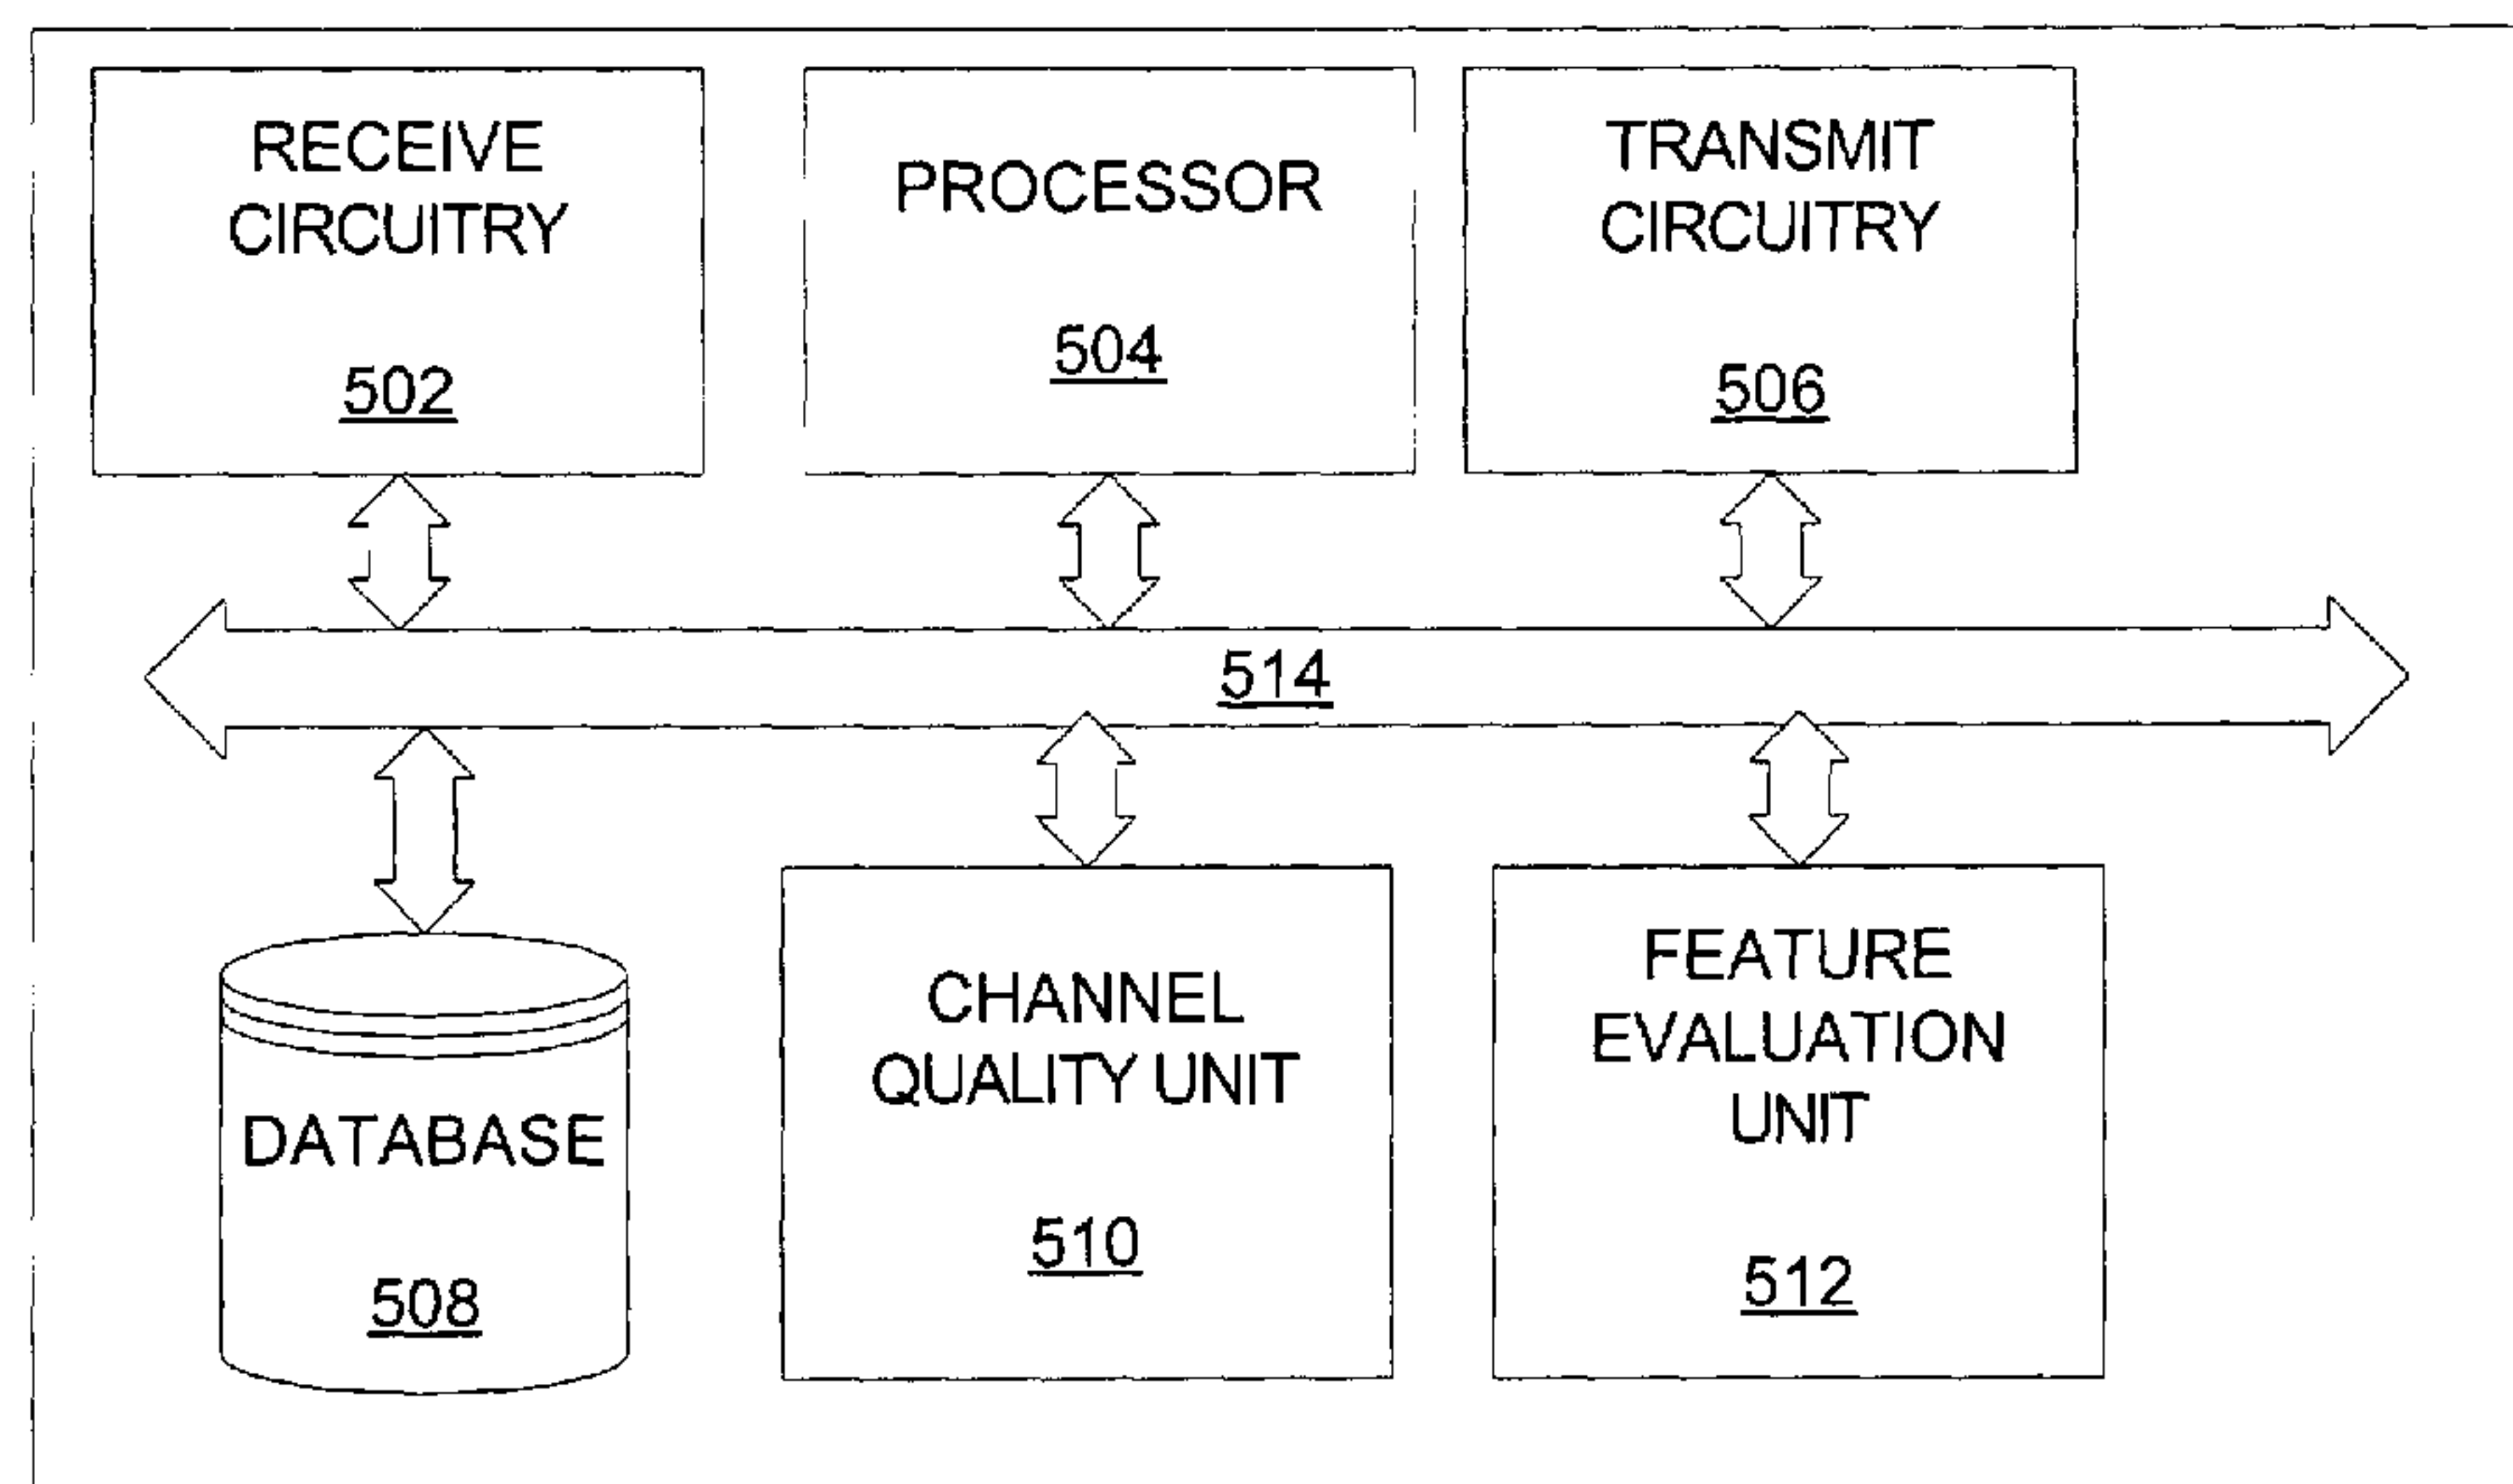 RECEIVE
CIRCUITRY
502
PROCESSOR
504
TRANSMIT
CIRCUITRY
506
514
DATABASE
508
CHANNEL
QUALITY UNIT
510
FEATURE
EVALUATION
UNIT
512